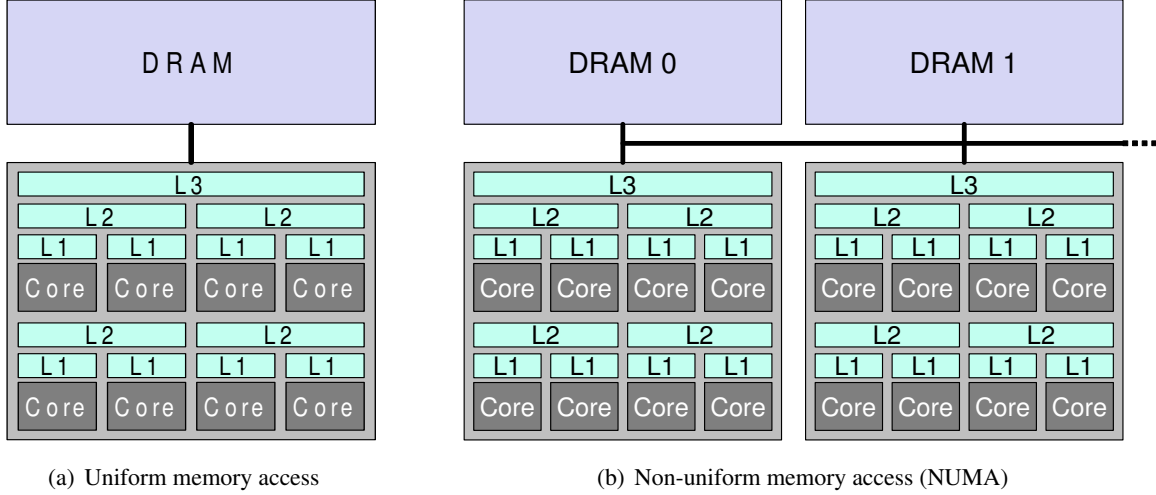 DRAM DRAM 0 DRAM 1
L3 L3 L3
L2 L2 L2 L2 L2 L2
L1 L1 L1 L1 L1 L1 L1 L1 L1 L1 L1 L1
Core Core Core Core Core Core Core Core Core Core Core Core
L2 L2 L2 L2 L2 L2
L1 L1 L1 L1 L1 L1 L1 L1 L1 L1 L1 L1
Core Core Core Core Core Core Core Core Core Core Core Core
(a) Uniform memory access (b) Non-uniform memory access (NUMA)